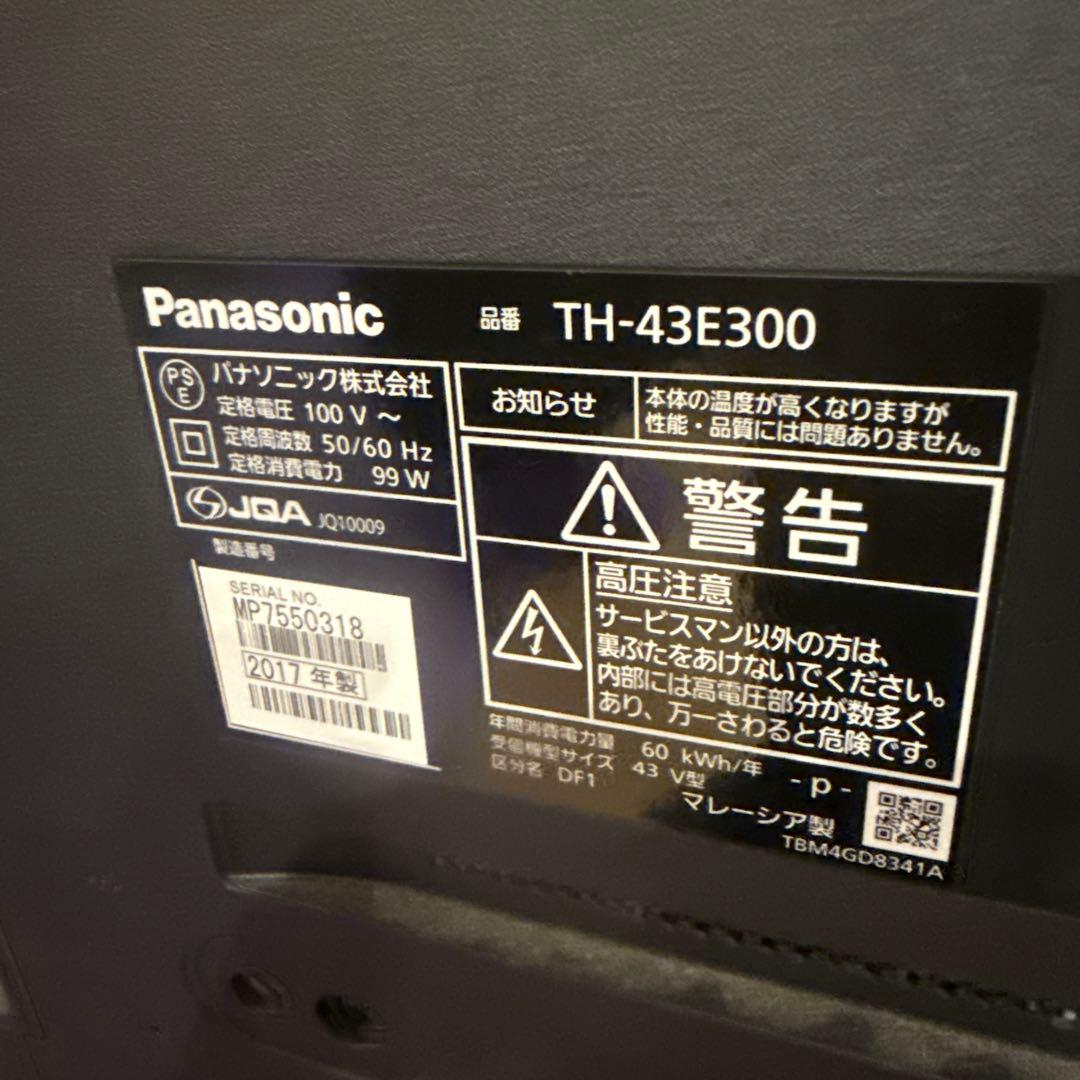 Panasonic
品番 TH-43E300
PS
E
パナソニック株式会社
定格電圧 100 V ～
定格周波数 50/60 Hz
定格消費電力 99 W
JQA JQ10009
製造番号
SERIAL NO.
MP7550318
2017 年製
お知らせ
本体の温度が高くなりますが
性能・品質には問題ありません。
警告
高圧注意
サービスマン以外の方は、
裏ぶたをあけないでください。
内部には高電圧部分が数多く
あり、万一さわると危険です。
年間消費電力量 60 kWh/年
受信機型サイズ 43 V型
区分名 DF1
- p -
マレーシア製
TBM4GD8341A